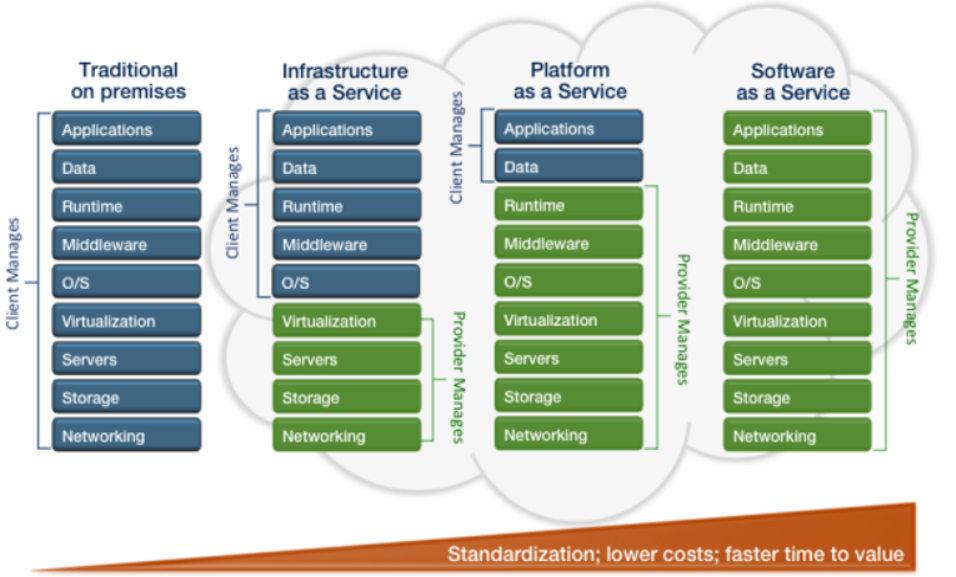 Traditional
on premises
Client Manages
Applications
Data
Runtime
Middleware
O/S
Virtualization
Servers
Storage
Networking
Infrastructure
as a Service
Client Manages
Applications
Data
Runtime
Middleware
O/S
Virtualization
Servers
Storage
Networking
Provider Manages
Platform
as a Service
Client Manages
Applications
Data
Runtime
Middleware
O/S
Virtualization
Servers
Storage
Networking
Provider Manages
Software
as a Service
Applications
Data
Runtime
Middleware
O/S
Virtualization
Servers
Storage
Networking
Provider Manages
Standardization; lower costs; faster time to value